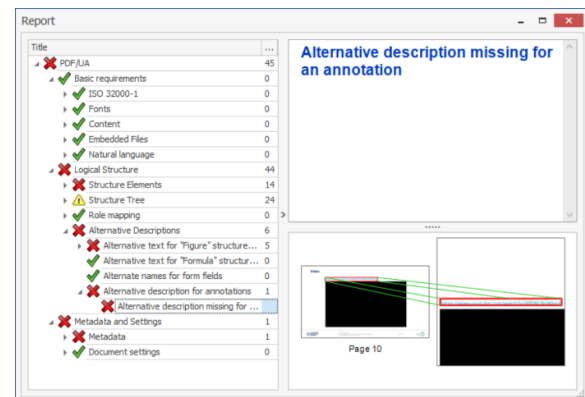 Report
Title ...
PDF/UA 45
Basic requirements 0
ISO 32000-1 0
Fonts 0
Content 0
Embedded Files 0
Natural language 0
Logical Structure 44
Structure Elements 14
Structure Tree 24
Role mapping 0
Alternative Descriptions 6
Alternative text for "Figure" structure... 5
Alternative text for "Formula" structur... 0
Alternate names for form fields 0
Alternative description for annotations 1
Alternative description missing for ...
Metadata and Settings 1
Metadata 1
Document settings 0
Alternative description missing for
an annotation
Page 10